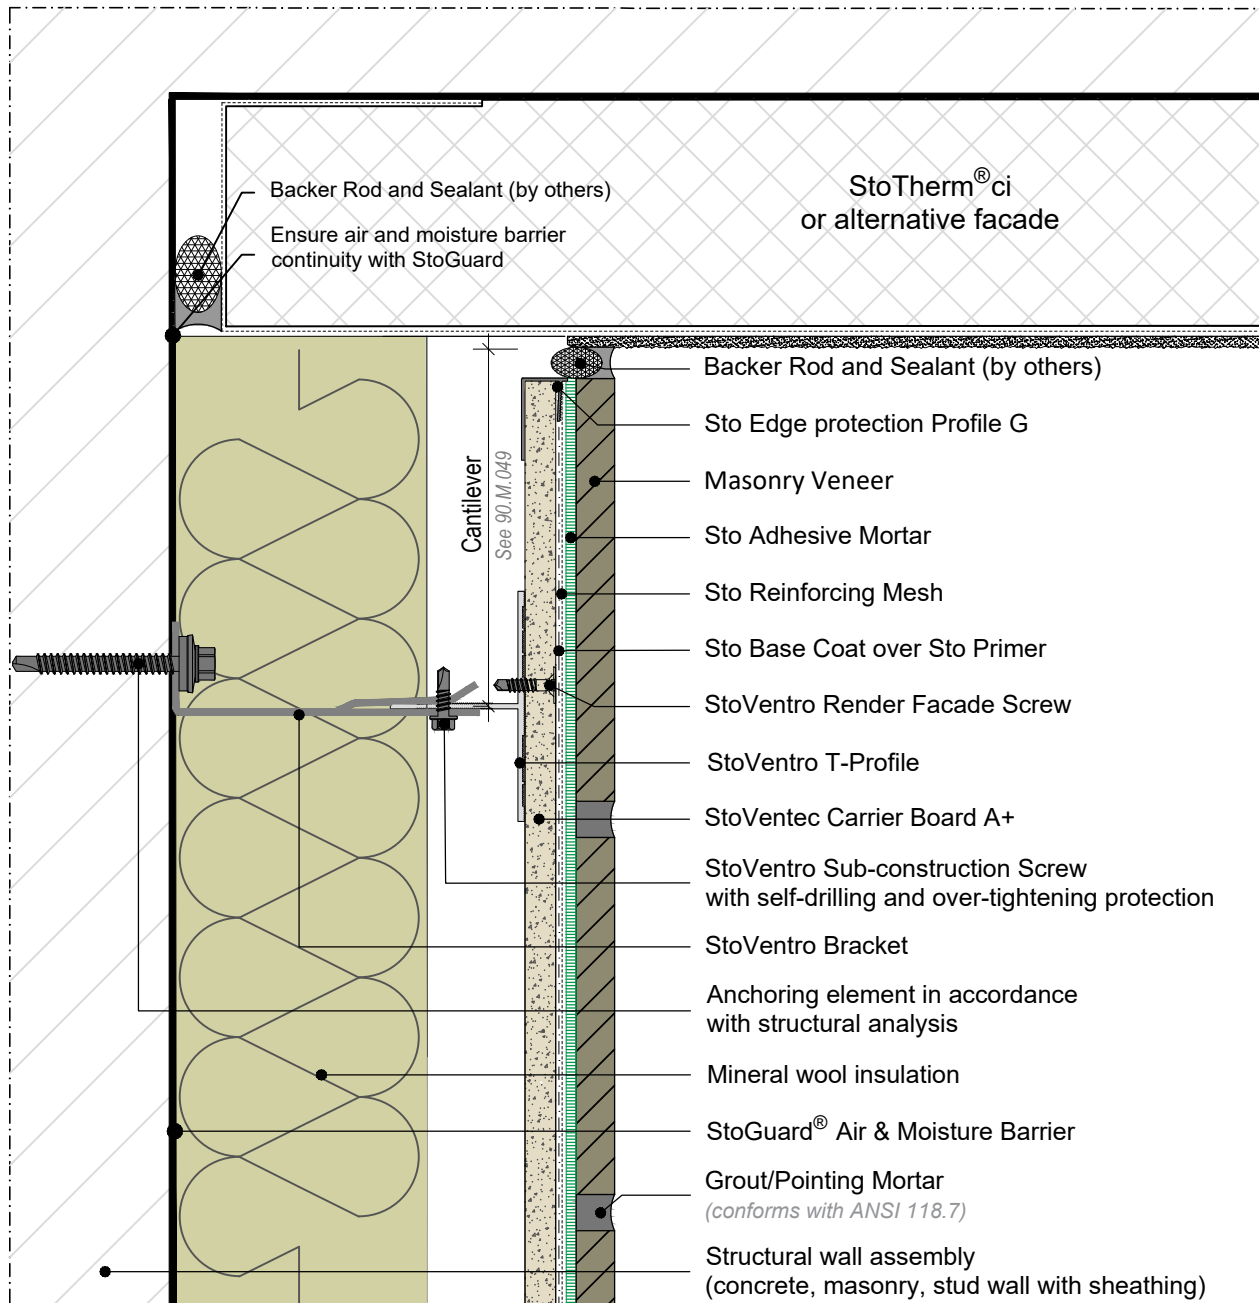 StoTherm®ci
or alternative facade
Backer Rod and Sealant (by others)
Ensure air and moisture barrier
continuity with StoGuard
Backer Rod and Sealant (by others)
Sto Edge protection Profile G
Masonry Veneer
Sto Adhesive Mortar
Sto Reinforcing Mesh
Sto Base Coat over Sto Primer
StoVentro Render Facade Screw
StoVentro T-Profile
StoVentec Carrier Board A+
StoVentro Sub-construction Screw
with self-drilling and over-tightening protection
StoVentro Bracket
Anchoring element in accordance
with structural analysis
Mineral wool insulation
StoGuard® Air & Moisture Barrier
Grout/Pointing Mortar
(conforms with ANSI 118.7)
Structural wall assembly
(concrete, masonry, stud wall with sheathing)
Cantilever
See 90.M.049